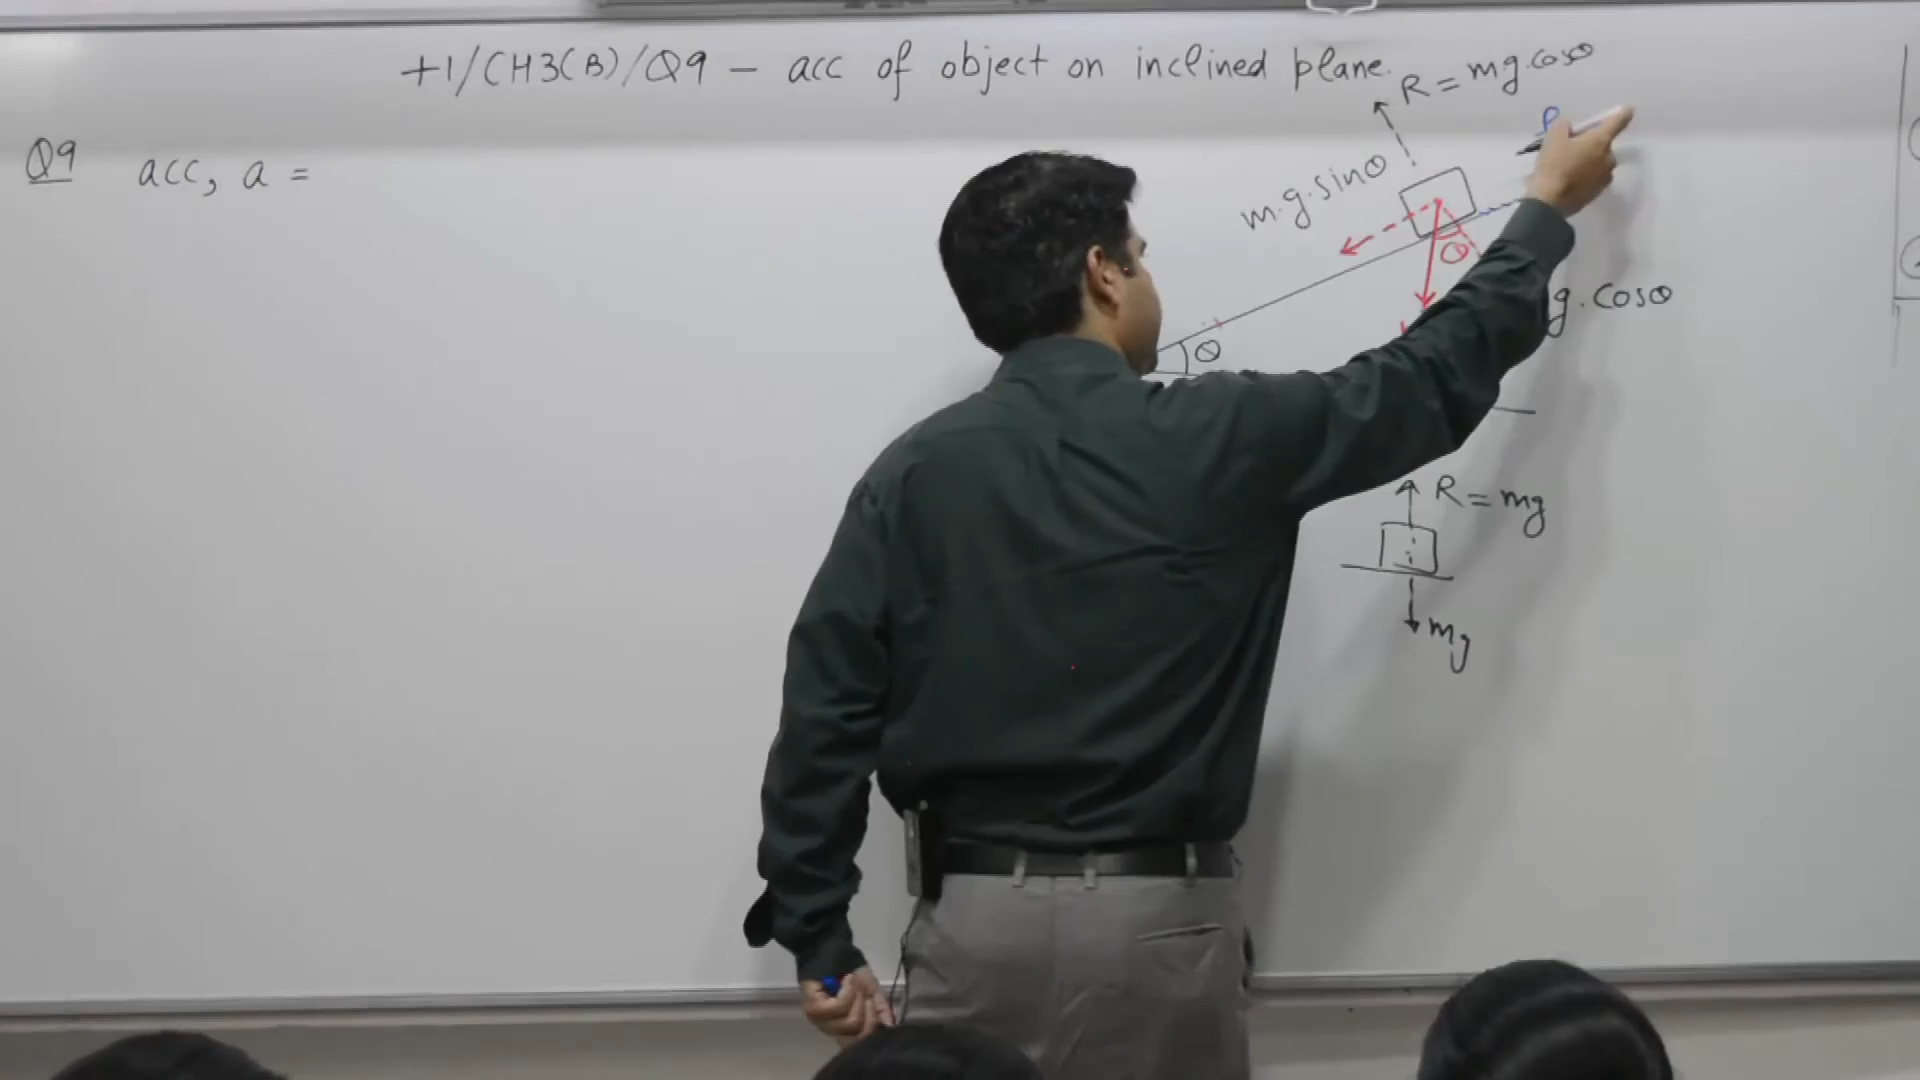 +1/CH3(B)/Q9 – acc of object on inclined plane.
R = mg.cosθ
Q9 acc, a =
m.g.sinθ
θ
g.cosθ
θ
R = mg
mg